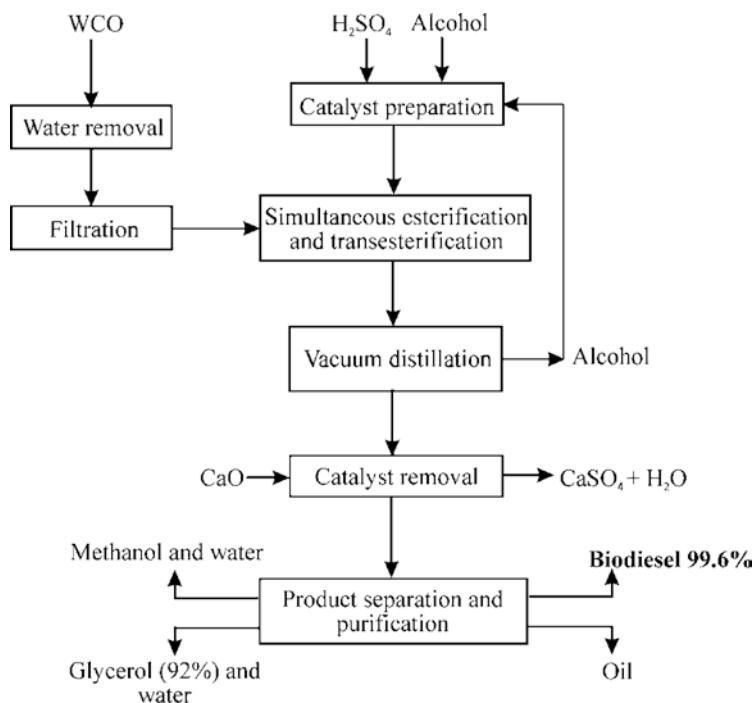 WCO
H₂SO₄ Alcohol
Water removal
Catalyst preparation
Filtration
Simultaneous esterification
and transesterification
Vacuum distillation
Alcohol
CaO
Catalyst removal
CaSO₄ + H₂O
Methanol and water
Biodiesel 99.6%
Product separation and
purification
Glycerol (92%) and
water
Oil